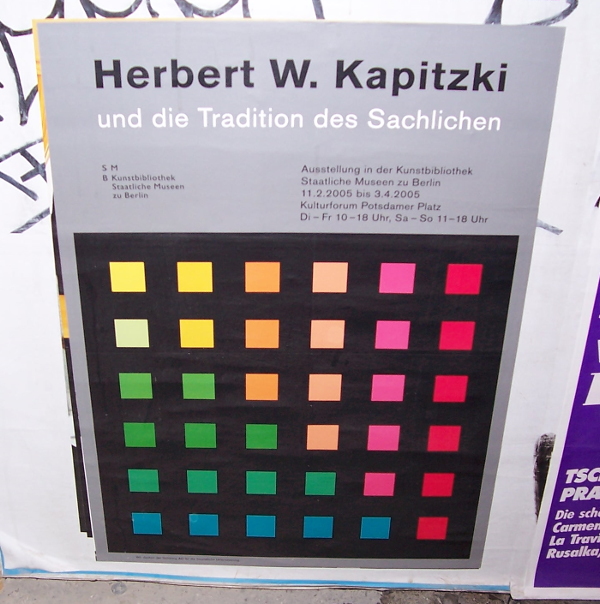 Herbert W. Kapitzki
und die Tradition des Sachlichen
S M
B Kunstbibliothek
Staatliche Museen
zu Berlin
Ausstellung in der Kunstbibliothek
Staatliche Museen zu Berlin
11.2.2005 bis 3.4.2005
Kulturforum Potsdamer Platz
Di – Fr 10 – 18 Uhr, Sa – So 11 – 18 Uhr
TSC
PRA
Die sch
Carmen
La Travi
Rusalka,